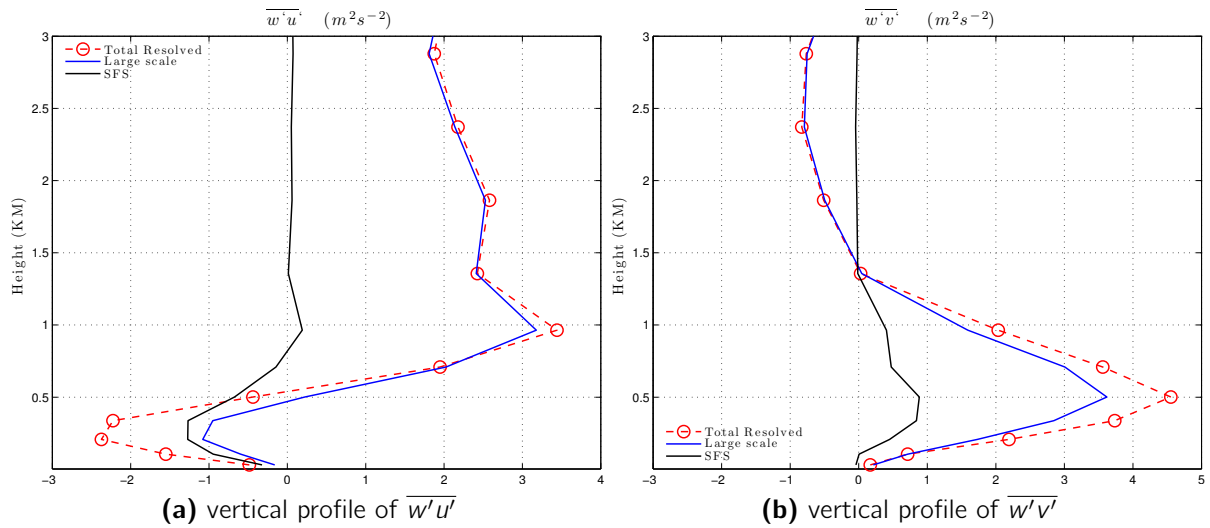 w‘u‘ (m²s⁻²)
3
2.5
2
1.5
1
0.5
0
Height (KM)
Total Resolved
Large scale
SFS
−3 −2 −1 0 1 2 3 4
(a) vertical profile of w′u′
w‘v‘ (m²s⁻²)
3
2.5
2
1.5
1
0.5
0
Height (KM)
Total Resolved
Large scale
SFS
−3 −2 −1 0 1 2 3 4 5
(b) vertical profile of w′v′